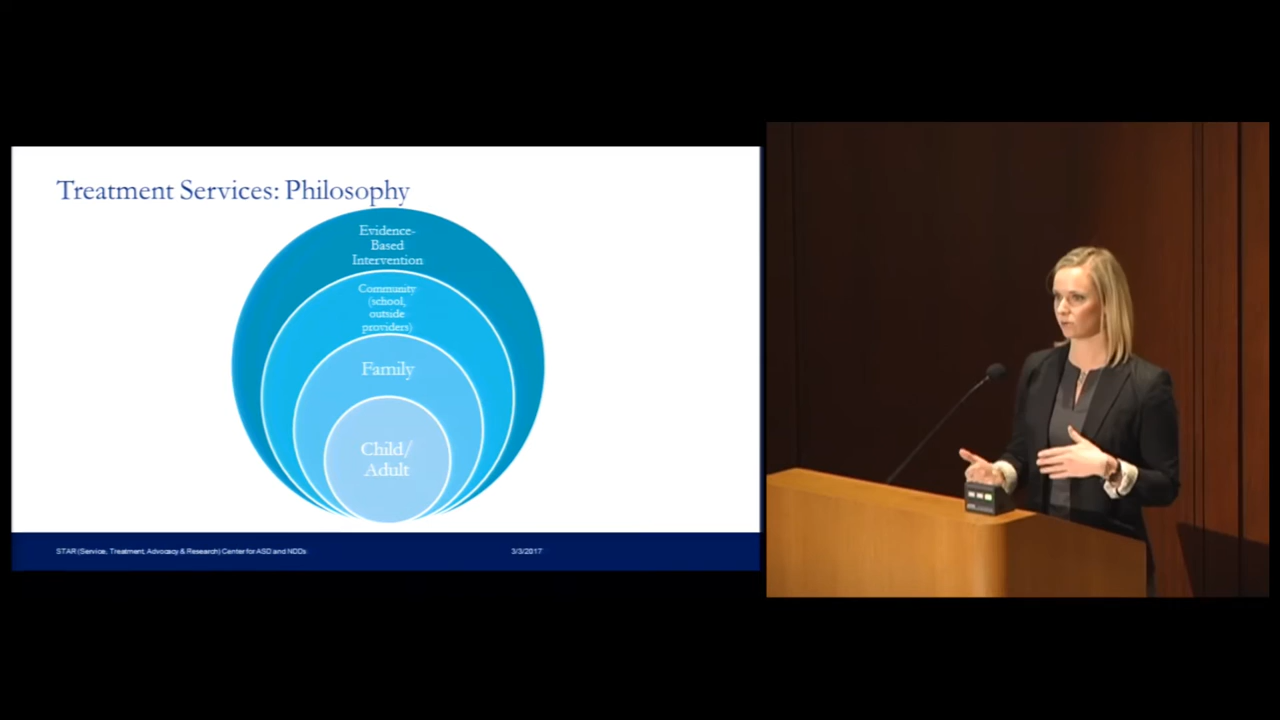 Treatment Services: Philosophy
Evidence-
Based
Intervention
Community
(school,
outside
providers)
Family
Child/
Adult
STAR (Service, Treatment, Advocacy & Research) Center for ASD and NDDs
3/3/2017